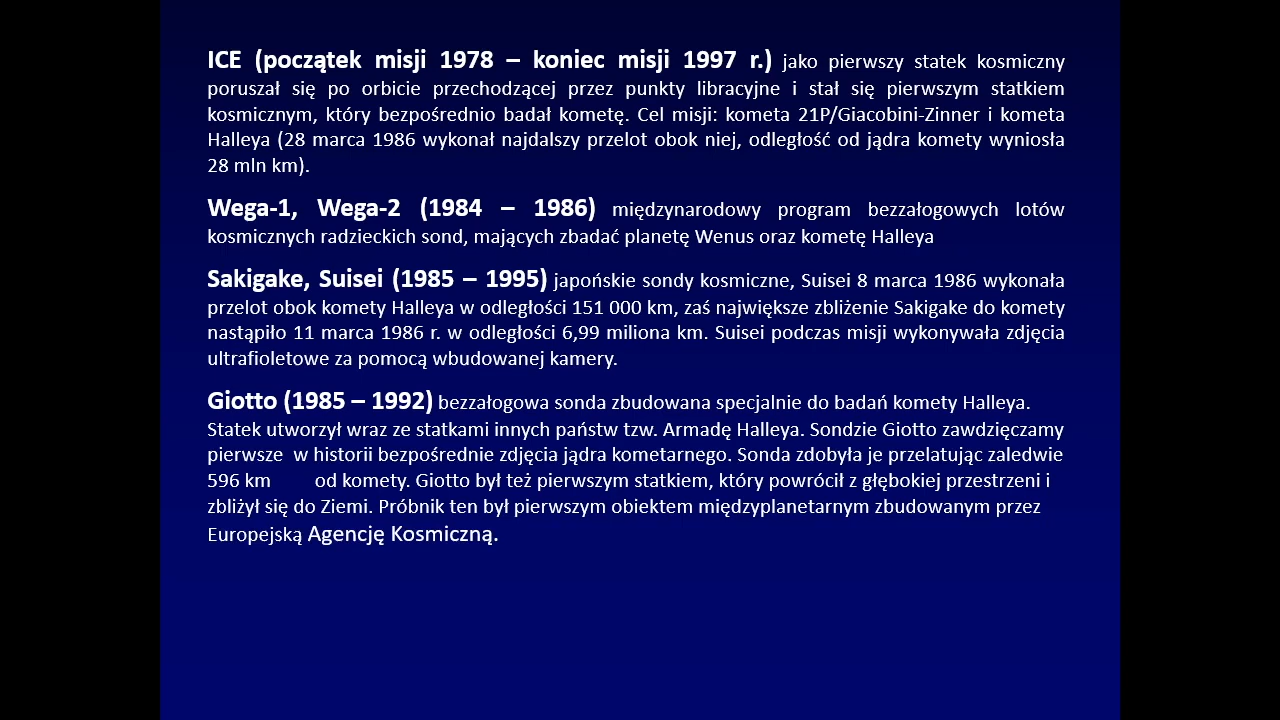 ICE (początek misji 1978 – koniec misji 1997 r.) jako pierwszy statek kosmiczny
poruszał się po orbicie przechodzącej przez punkty libracyjne i stał się pierwszym statkiem
kosmicznym, który bezpośrednio badał kometę. Cel misji: kometa 21P/Giacobini-Zinner i kometa
Halleya (28 marca 1986 wykonał najdalszy przelot obok niej, odległość od jądra komety wyniosła
28 mln km).
Wega-1, Wega-2 (1984 – 1986) międzynarodowy program bezzałogowych lotów
kosmicznych radzieckich sond, mających zbadać planetę Wenus oraz kometę Halleya
Sakigake, Suisei (1985 – 1995) japońskie sondy kosmiczne, Suisei 8 marca 1986 wykonała
przelot obok komety Halleya w odległości 151 000 km, zaś największe zbliżenie Sakigake do komety
nastąpiło 11 marca 1986 r. w odległości 6,99 miliona km. Suisei podczas misji wykonywała zdjęcia
ultrafioletowe za pomocą wbudowanej kamery.
Giotto (1985 – 1992) bezzałogowa sonda zbudowana specjalnie do badań komety Halleya.
Statek utworzył wraz ze statkami innych państw tzw. Armadę Halleya. Sondzie Giotto zawdzięczamy
pierwsze w historii bezpośrednie zdjęcia jądra kometarnego. Sonda zdobyła je przelatując zaledwie
596 km od komety. Giotto był też pierwszym statkiem, który powrócił z głębokiej przestrzeni i
zbliżył się do Ziemi. Próbnik ten był pierwszym obiektem międzyplanetarnym zbudowanym przez
Europejską Agencję Kosmiczną.